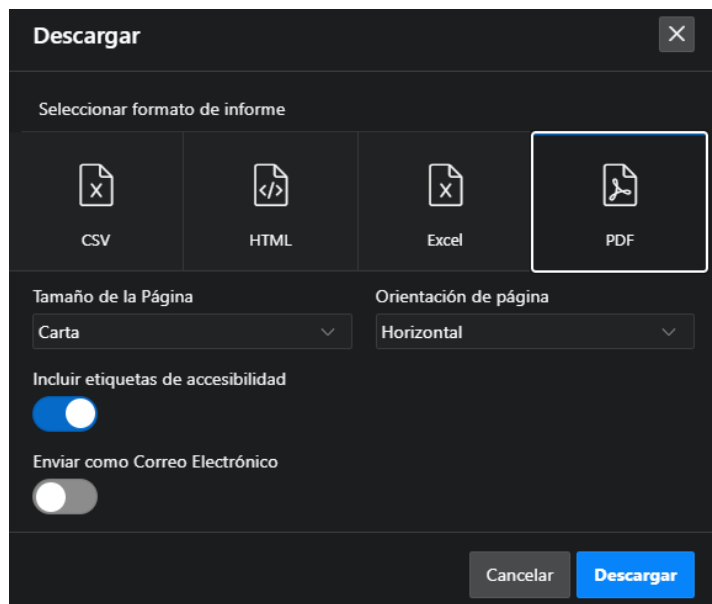 Descargar
Seleccionar formato de informe
X </> X
CSV HTML Excel PDF
Tamaño de la Página Orientación de página
Carta Horizontal
Incluir etiquetas de accesibilidad
Enviar como Correo Electrónico
Cancelar Descargar